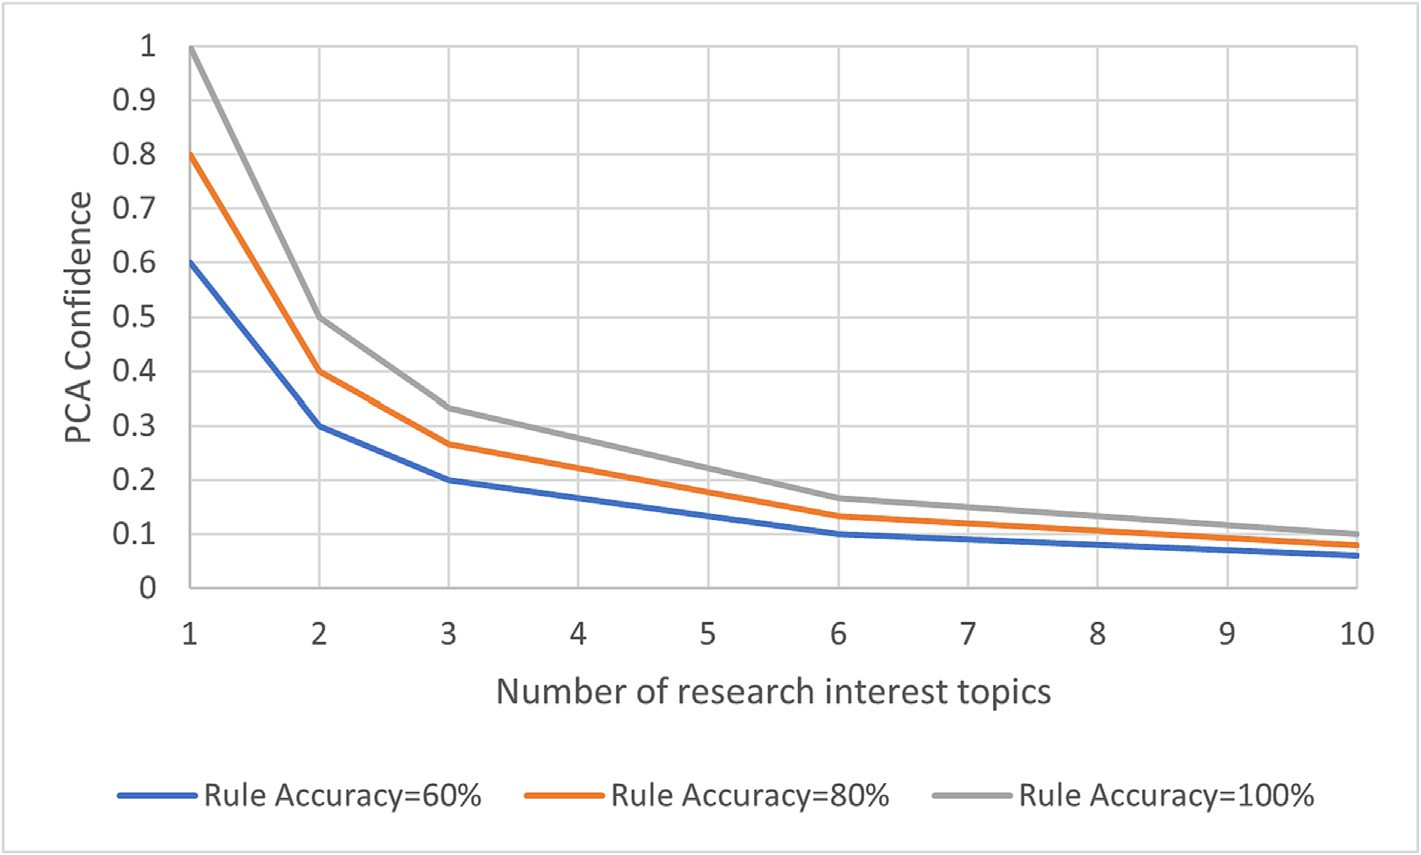 1
0.9
0.8
0.7
0.6
0.5
0.4
0.3
0.2
0.1
0
PCA Confidence
1 2 3 4 5 6 7 8 9 10
Number of research interest topics
Rule Accuracy=60% Rule Accuracy=80% Rule Accuracy=100%